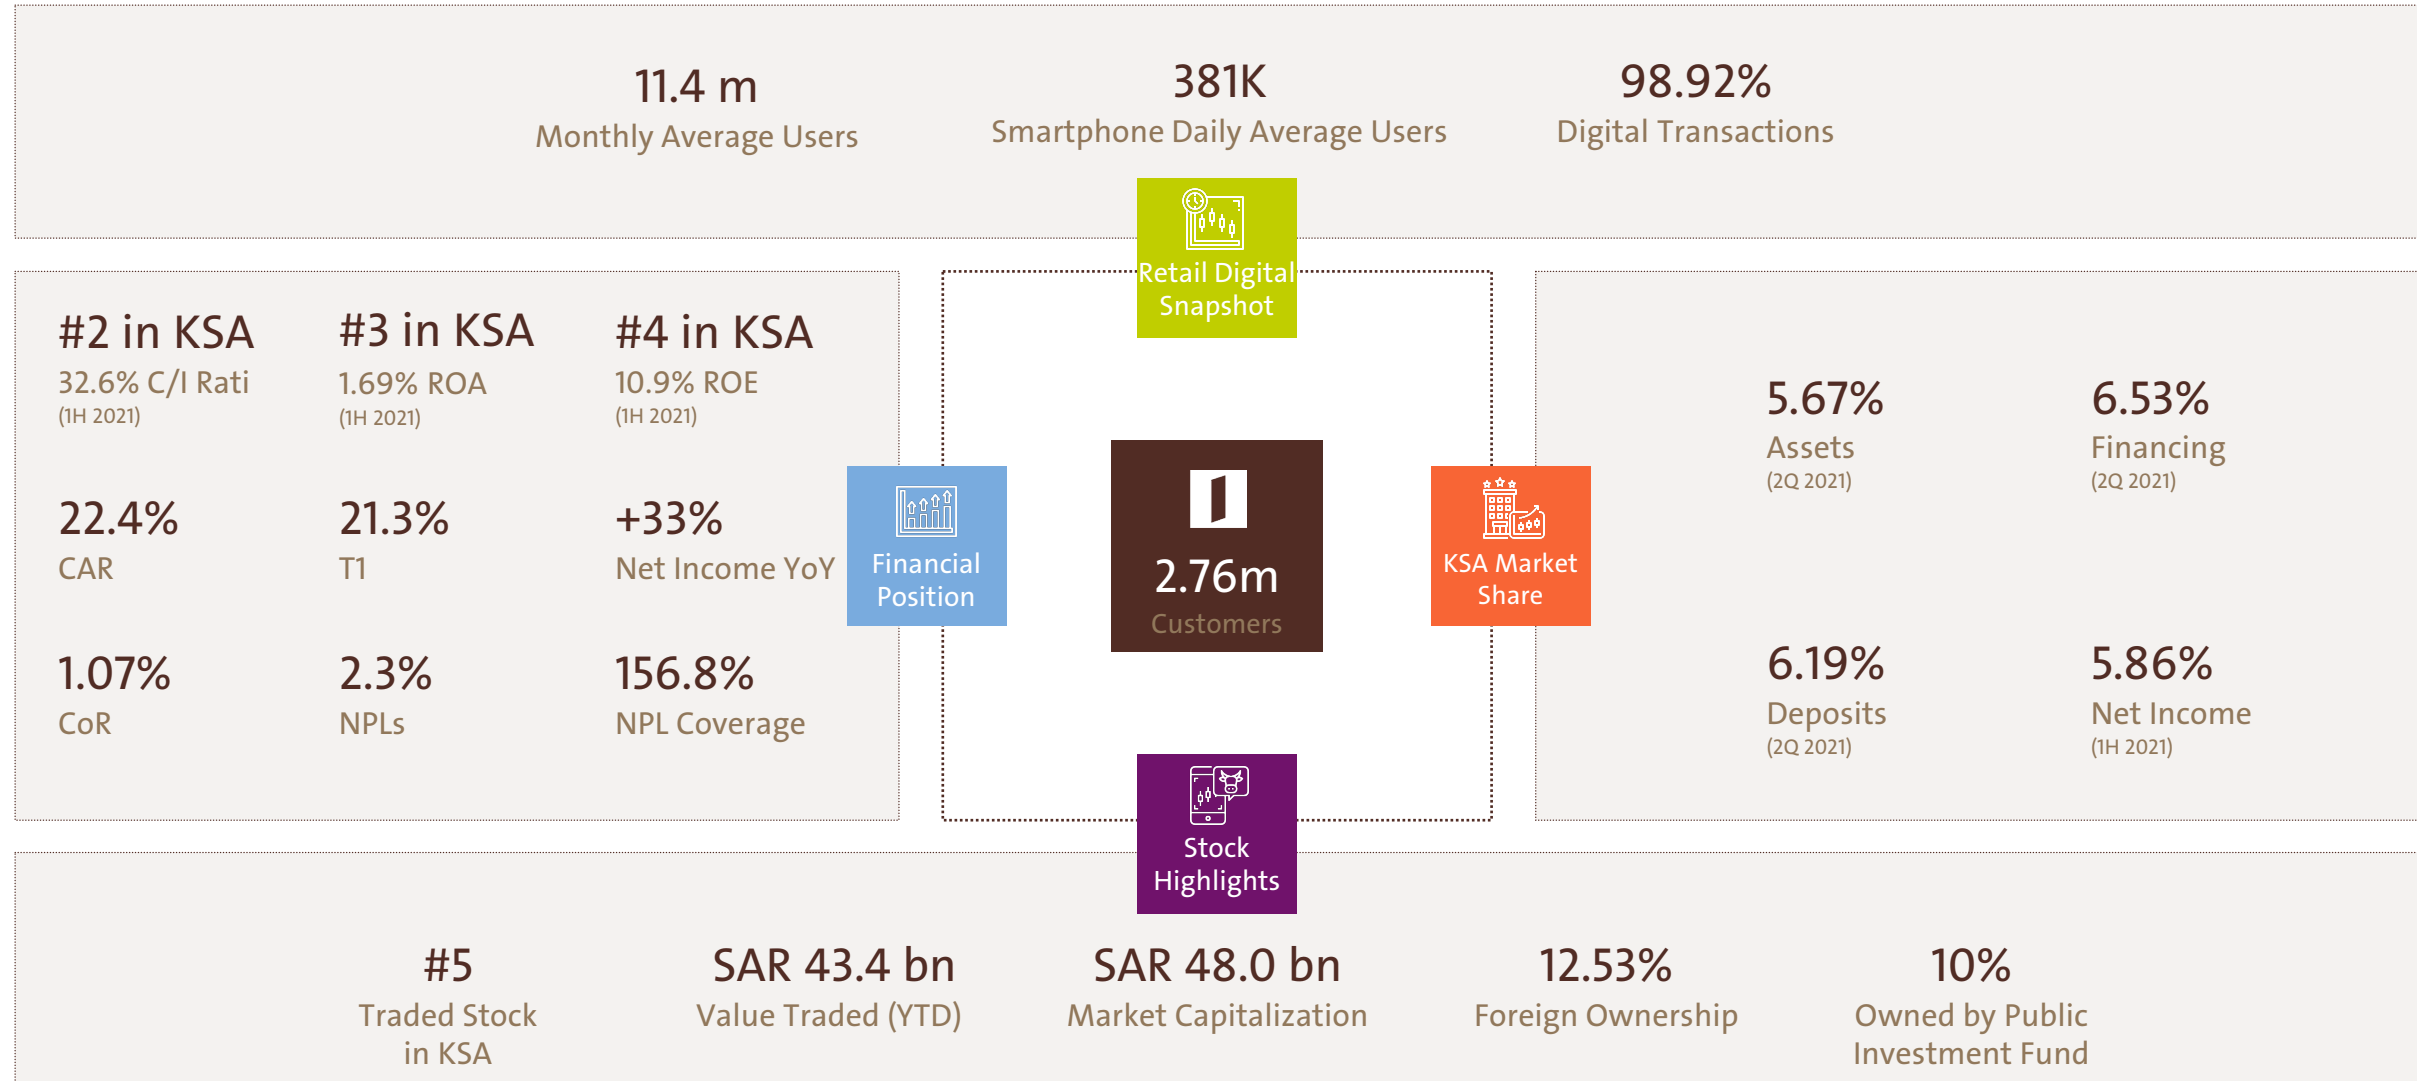 11.4 m
Monthly Average Users
381K
Smartphone Daily Average Users
98.92%
Digital Transactions
Retail Digital
Snapshot
#2 in KSA
32.6% C/I Rati
(1H 2021)
#3 in KSA
1.69% ROA
(1H 2021)
#4 in KSA
10.9% ROE
(1H 2021)
22.4%
CAR
21.3%
T1
+33%
Net Income YoY
1.07%
CoR
2.3%
NPLs
156.8%
NPL Coverage
Financial
Position
2.76m
Customers
KSA Market
Share
5.67%
Assets
(2Q 2021)
6.53%
Financing
(2Q 2021)
6.19%
Deposits
(2Q 2021)
5.86%
Net Income
(1H 2021)
Stock
Highlights
#5
Traded Stock
in KSA
SAR 43.4 bn
Value Traded (YTD)
SAR 48.0 bn
Market Capitalization
12.53%
Foreign Ownership
10%
Owned by Public
Investment Fund